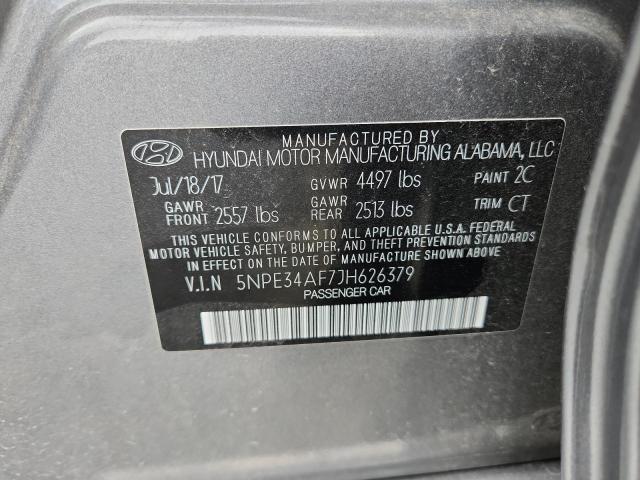 MANUFACTURED BY
HYUNDAI MOTOR MANUFACTURING ALABAMA, LLC
Jul/18/17 GVWR 4497 lbs PAINT 2C
GAWR FRONT 2557 lbs GAWR REAR 2513 lbs TRIM CT
THIS VEHICLE CONFORMS TO ALL APPLICABLE U.S.A. FEDERAL
MOTOR VEHICLE SAFETY, BUMPER, AND THEFT PREVENTION STANDARDS
IN EFFECT ON THE DATE OF MANUFACTURE SHOWN ABOVE.
V.I.N 5NPE34AF7JH626379
PASSENGER CAR